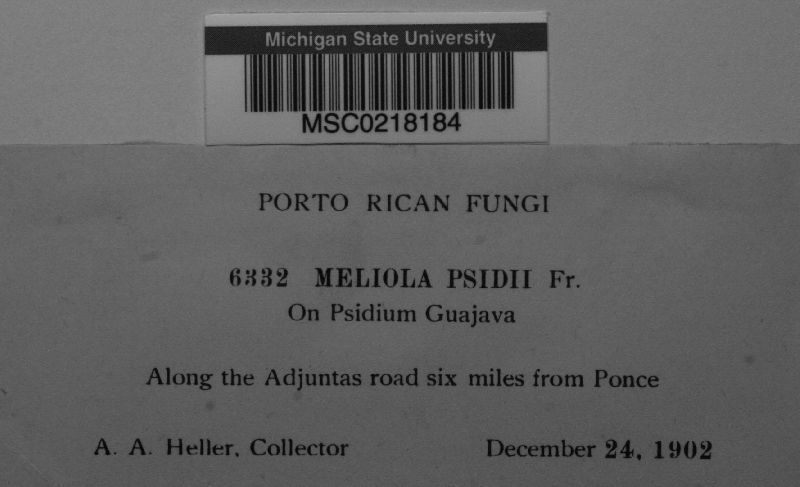 Michigan State University
MSC0218184
PORTO RICAN FUNGI
6332 MELIOLA PSIDII Fr.
On Psidium Guajava
Along the Adjuntas road six miles from Ponce
A. A. Heller, Collector December 24, 1902